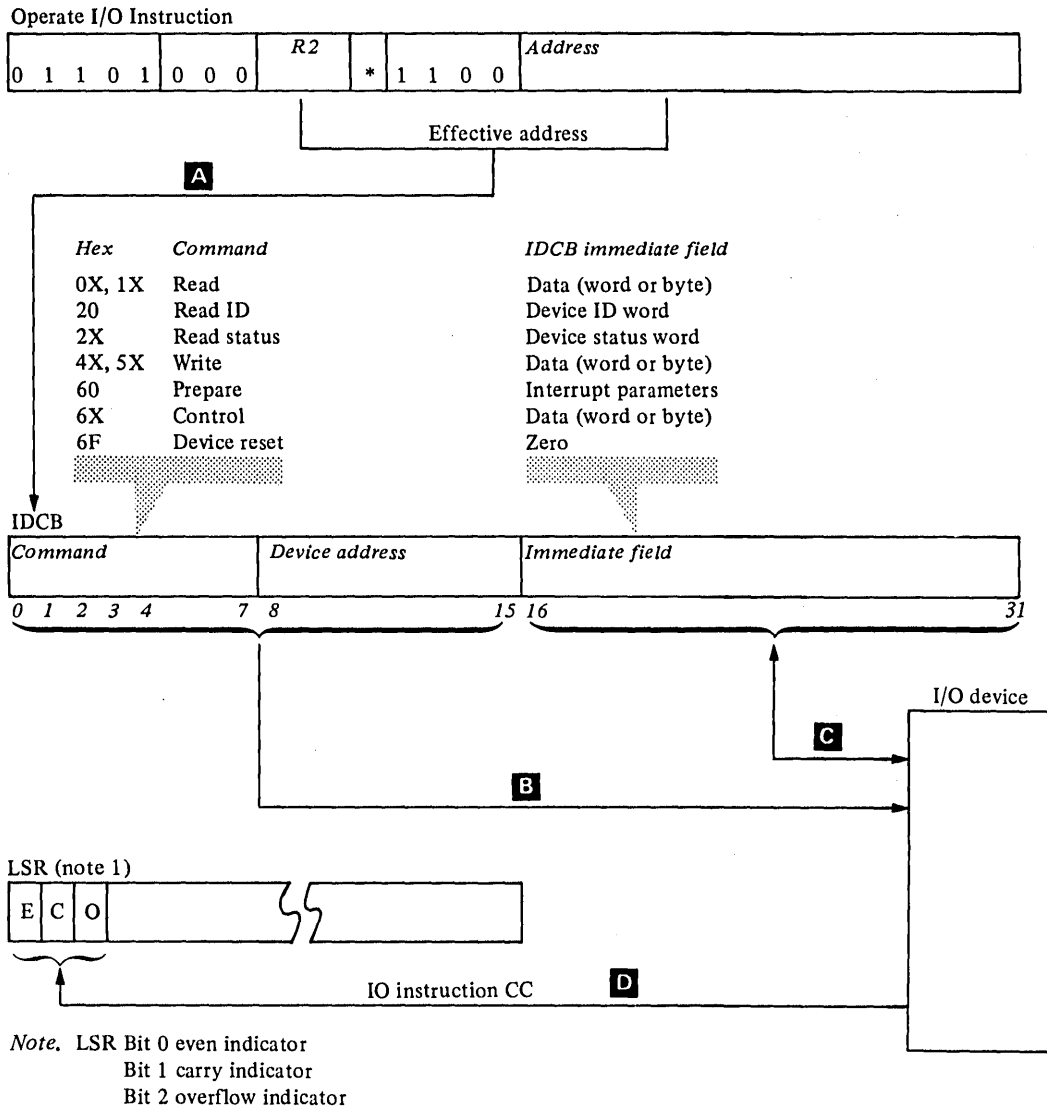 Operate I/O Instruction
R2 Address
0 1 1 0 1 0 0 0 * 1 1 0 0
Effective address
A
Hex Command IDCB immediate field
0X, 1X Read Data (word or byte)
20 Read ID Device ID word
2X Read status Device status word
4X, 5X Write Data (word or byte)
60 Prepare Interrupt parameters
6X Control Data (word or byte)
6F Device reset Zero
IDCB
Command Device address Immediate field
0 1 2 3 4 7 8 15 16 31
I/O device
C
B
LSR (note 1)
E C O
IO instruction CC D
Note. LSR Bit 0 even indicator
Bit 1 carry indicator
Bit 2 overflow indicator